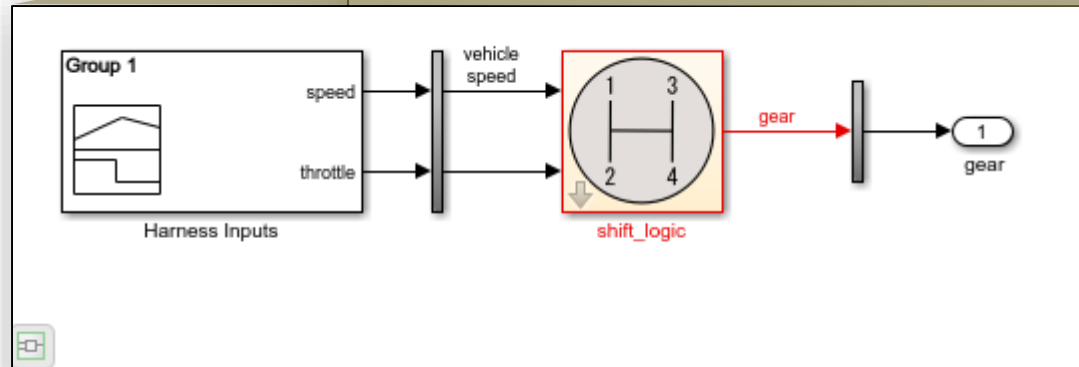 Group 1
speed
throttle
Harness Inputs
vehicle
speed
1 3
2 4
shift_logic
gear
1
gear